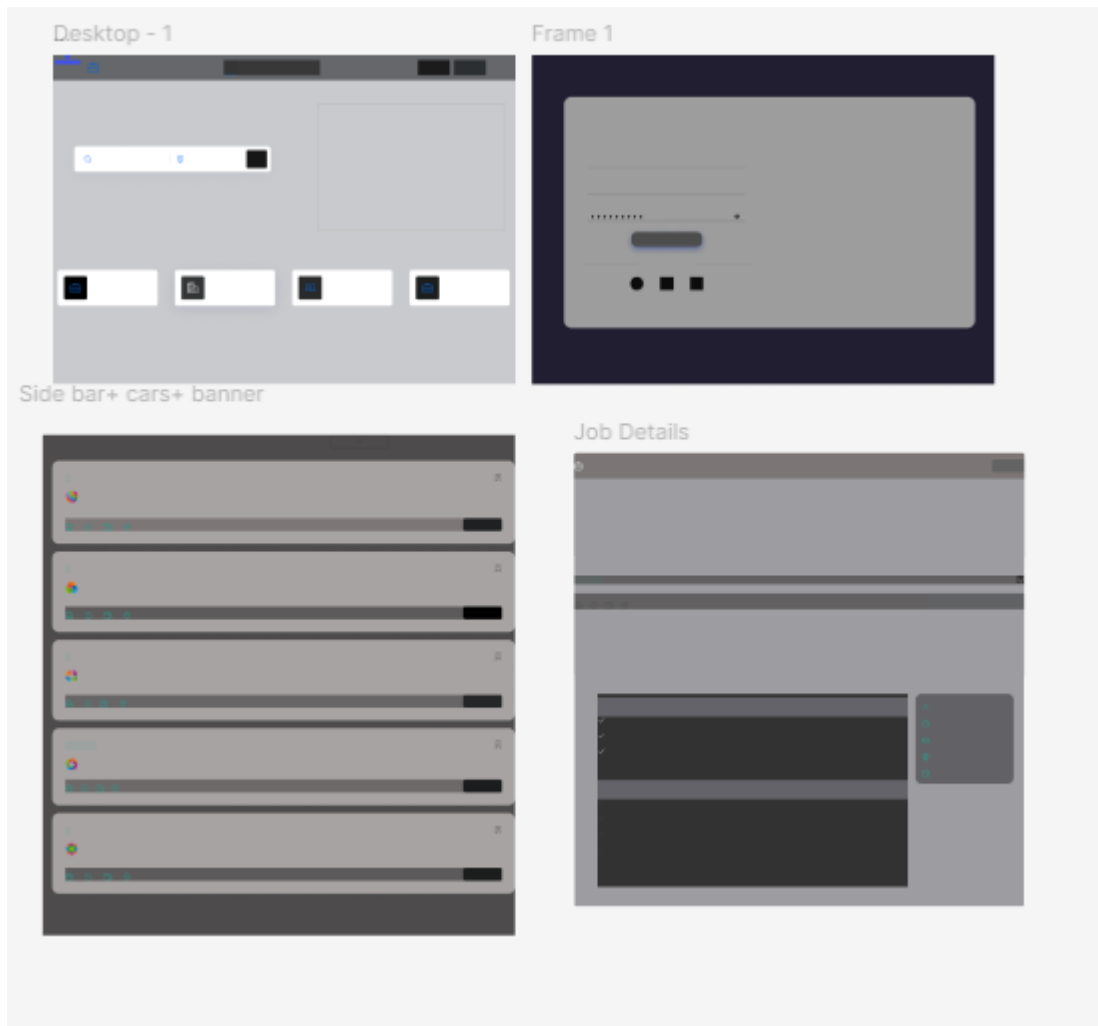 Desktop - 1
Frame 1
Side bar+ cars+ banner
Job Details